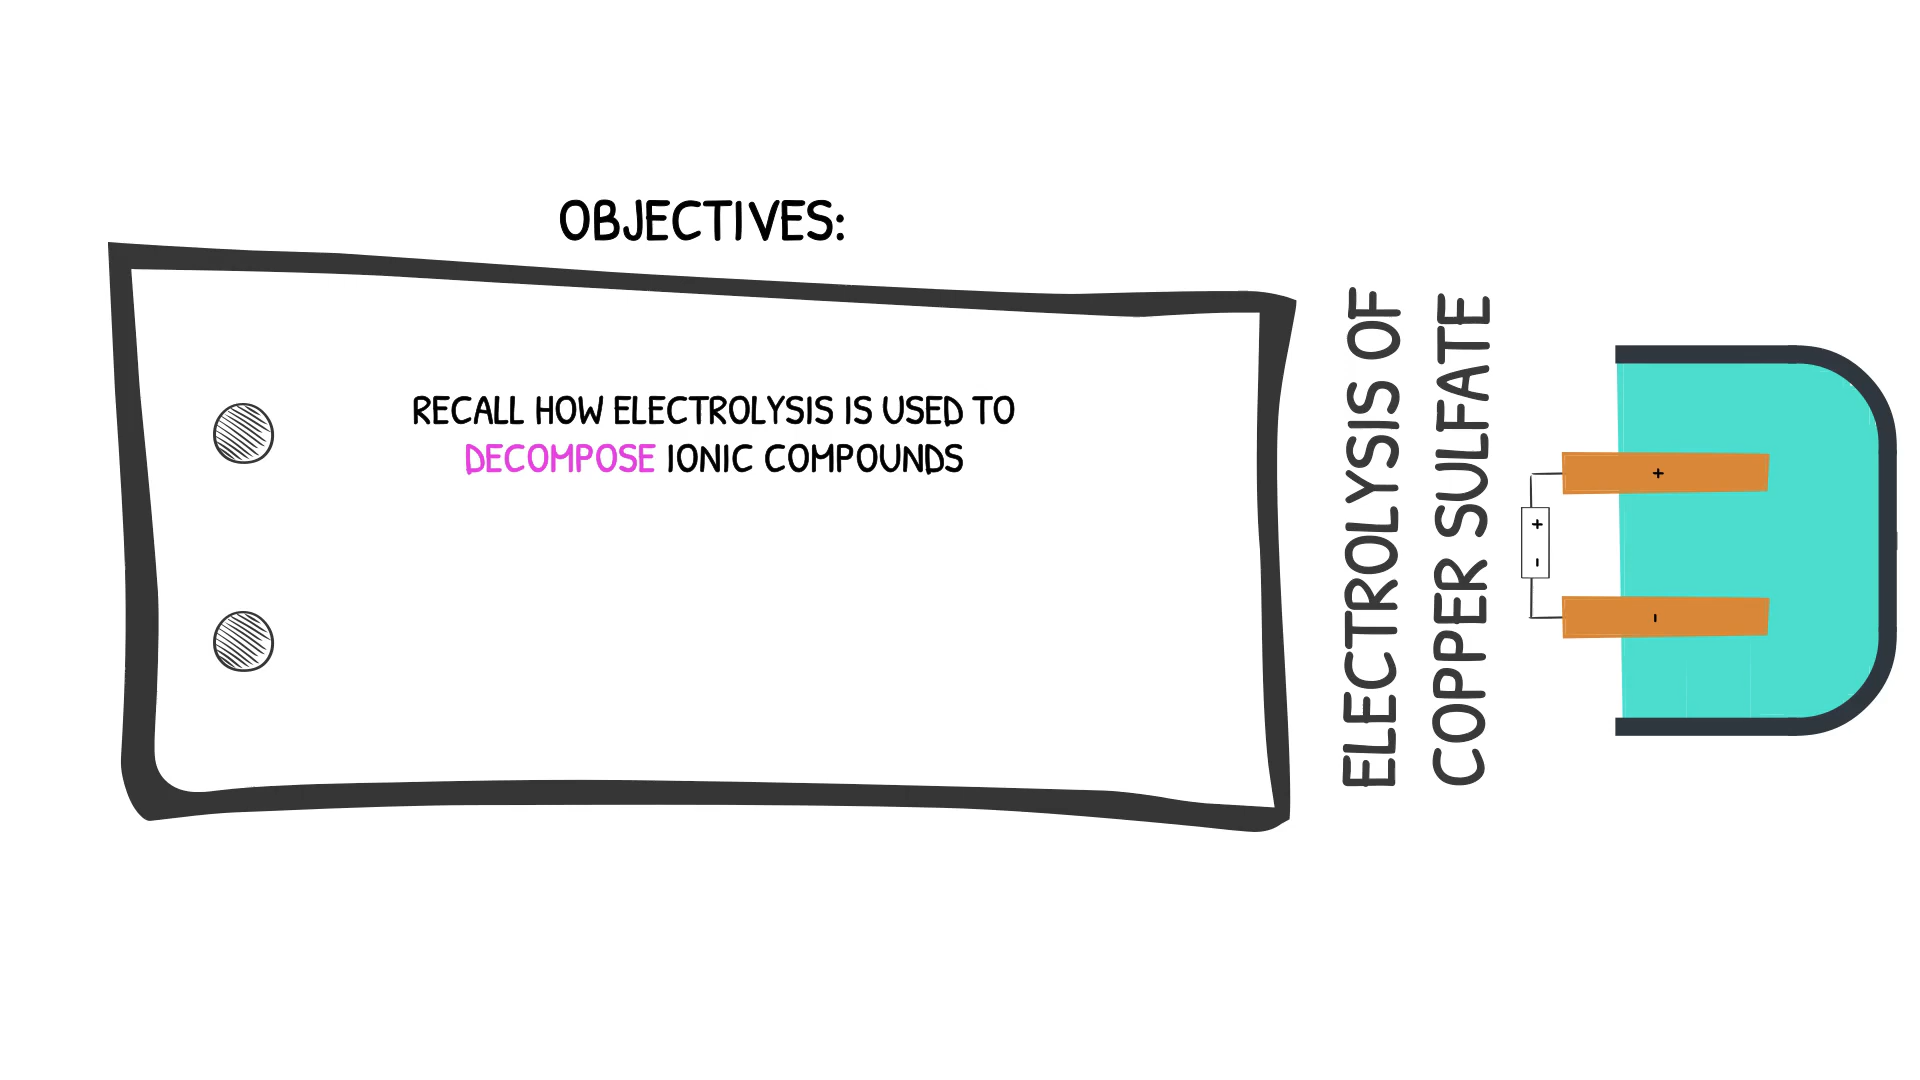 OBJECTIVES:
RECALL HOW ELECTROLYSIS IS USED TO
DECOMPOSE IONIC COMPOUNDS
ELECTROLYSIS OF
COPPER SULFATE
+
+
-
-